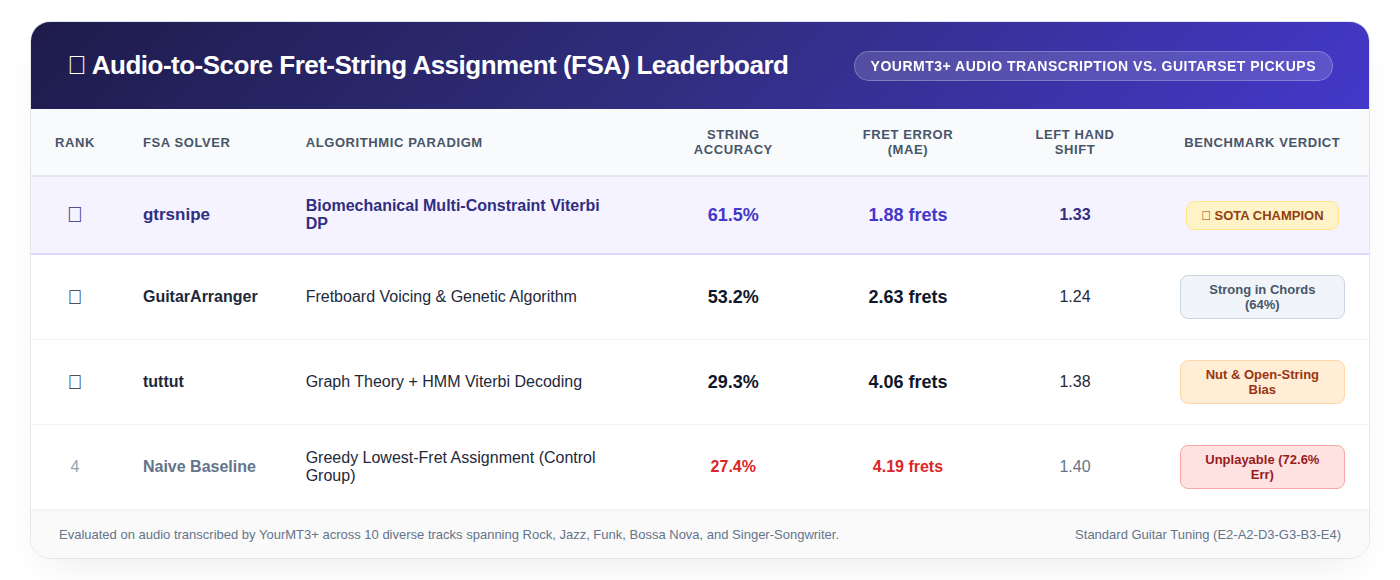 Audio-to-Score Fret-String Assignment (FSA) Leaderboard
YOURMT3+ AUDIO TRANSCRIPTION VS. GUITARSET PICKUPS
RANK
FSA SOLVER
ALGORITHMIC PARADIGM
STRING
ACCURACY
FRET ERROR
(MAE)
LEFT HAND
SHIFT
BENCHMARK VERDICT
gtrsnipe
Biomechanical Multi-Constraint Viterbi
DP
61.5%
1.88 frets
1.33
SOTA CHAMPION
GuitarArranger
Fretboard Voicing & Genetic Algorithm
53.2%
2.63 frets
1.24
Strong in Chords
(64%)
tuttut
Graph Theory + HMM Viterbi Decoding
29.3%
4.06 frets
1.38
Nut & Open-String
Bias
4
Naive Baseline
Greedy Lowest-Fret Assignment (Control
Group)
27.4%
4.19 frets
1.40
Unplayable (72.6%
Err)
Evaluated on audio transcribed by YourMT3+ across 10 diverse tracks spanning Rock, Jazz, Funk, Bossa Nova, and Singer-Songwriter.
Standard Guitar Tuning (E2-A2-D3-G3-B3-E4)